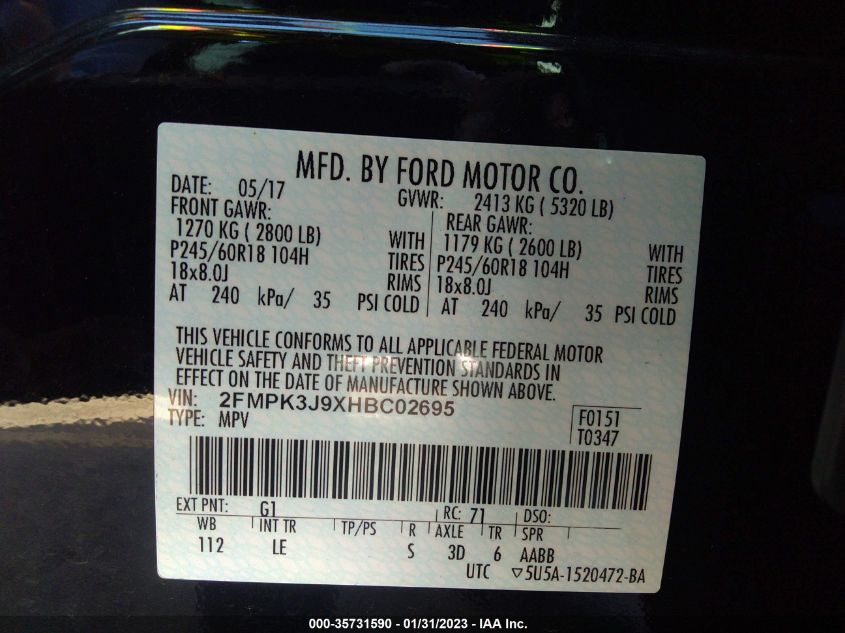 MFD. BY FORD MOTOR CO.
DATE: 05/17 GVWR: 2413 KG ( 5320 LB)
FRONT GAWR: REAR GAWR:
1270 KG ( 2800 LB) WITH 1179 KG ( 2600 LB) WITH
P245/60R18 104H TIRES P245/60R18 104H TIRES
18x8.0J RIMS 18x8.0J RIMS
AT 240 kPa/ 35 PSI COLD AT 240 kPa/ 35 PSI COLD
THIS VEHICLE CONFORMS TO ALL APPLICABLE FEDERAL MOTOR
VEHICLE SAFETY AND THEFT PREVENTION STANDARDS IN
EFFECT ON THE DATE OF MANUFACTURE SHOWN ABOVE.
VIN: 2FMPK3J9XHBC02695
TYPE: MPV
F0151
T0347
EXT PNT: G1 RC: 71 DSO:
WB INT TR TP/PS R AXLE TR SPR
112 LE S 3D 6 AABB
UTC ▽5U5A-1520472-BA
000-35731590 - 01/31/2023 - IAA Inc.